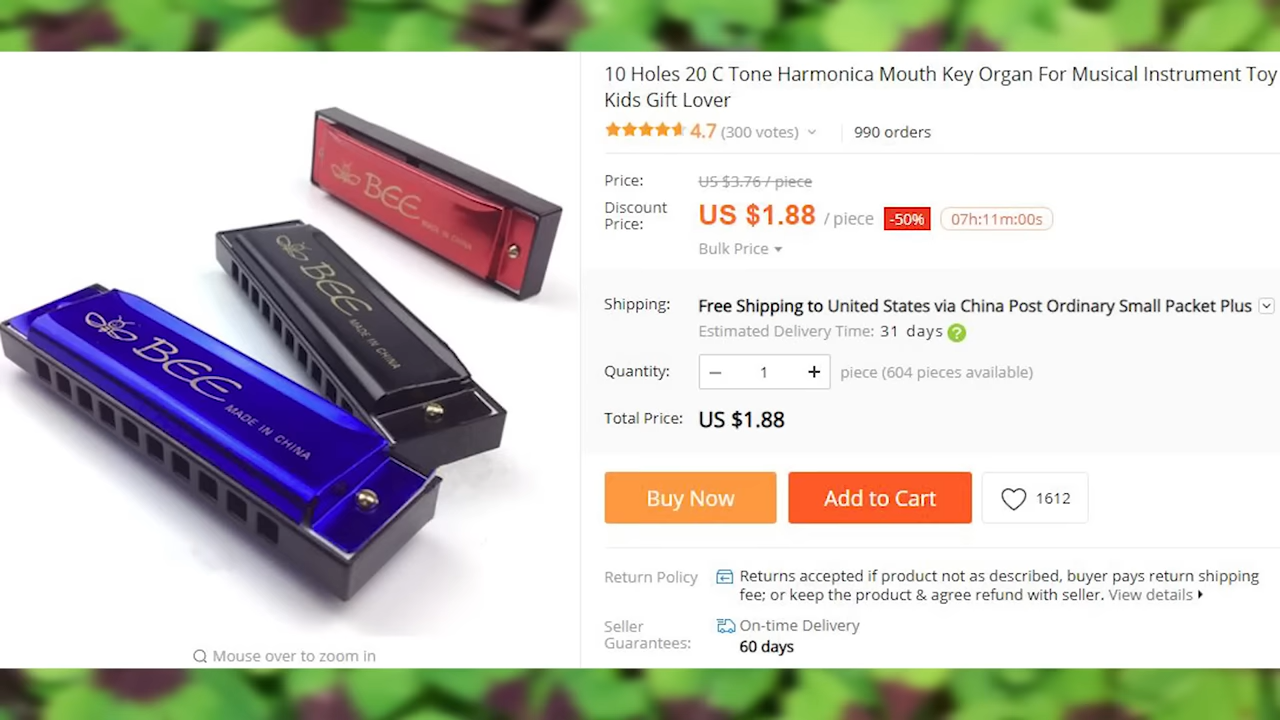 BEE
MADE IN CHINA
BEE
MADE IN CHINA
BEE
MADE IN CHINA
Mouse over to zoom in
10 Holes 20 C Tone Harmonica Mouth Key Organ For Musical Instrument Toy
Kids Gift Lover
4.7 (300 votes) 990 orders
Price: US $3.76 / piece
Discount
Price: US $1.88 / piece -50% 07h:11m:00s
Bulk Price
Shipping: Free Shipping to United States via China Post Ordinary Small Packet Plus
Estimated Delivery Time: 31 days ?
Quantity: − 1 + piece (604 pieces available)
Total Price: US $1.88
Buy Now Add to Cart 1612
Return Policy Returns accepted if product not as described, buyer pays return shipping
fee; or keep the product & agree refund with seller. View details
Seller
Guarantees: On-time Delivery
60 days